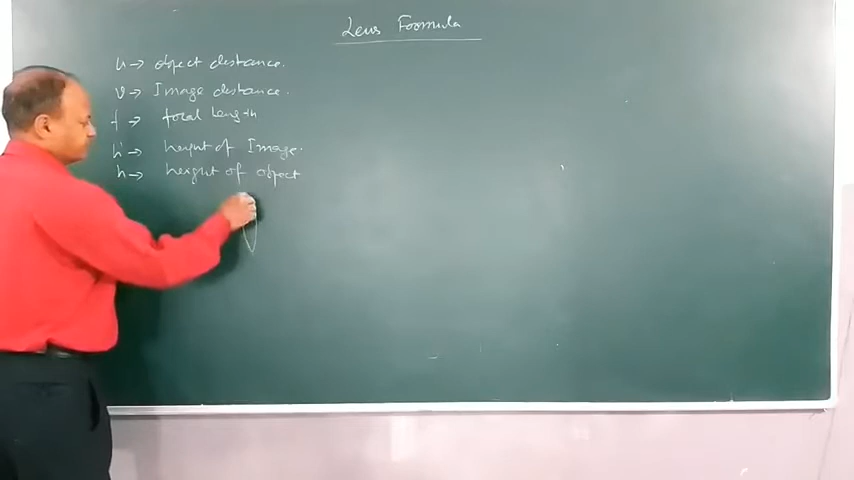 Lens Formula
u → object distance.
v → Image distance.
f → focal length
h' → height of Image.
h → height of object